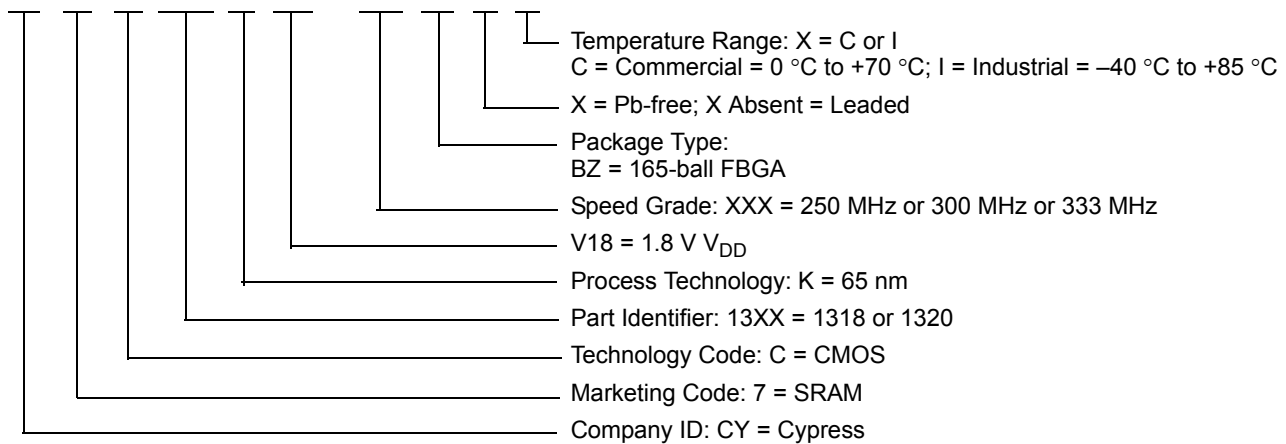 Temperature Range: X = C or I
C = Commercial = 0 °C to +70 °C; I = Industrial = –40 °C to +85 °C
X = Pb-free; X Absent = Leaded
Package Type:
BZ = 165-ball FBGA
Speed Grade: XXX = 250 MHz or 300 MHz or 333 MHz
V18 = 1.8 V VDD
Process Technology: K = 65 nm
Part Identifier: 13XX = 1318 or 1320
Technology Code: C = CMOS
Marketing Code: 7 = SRAM
Company ID: CY = Cypress